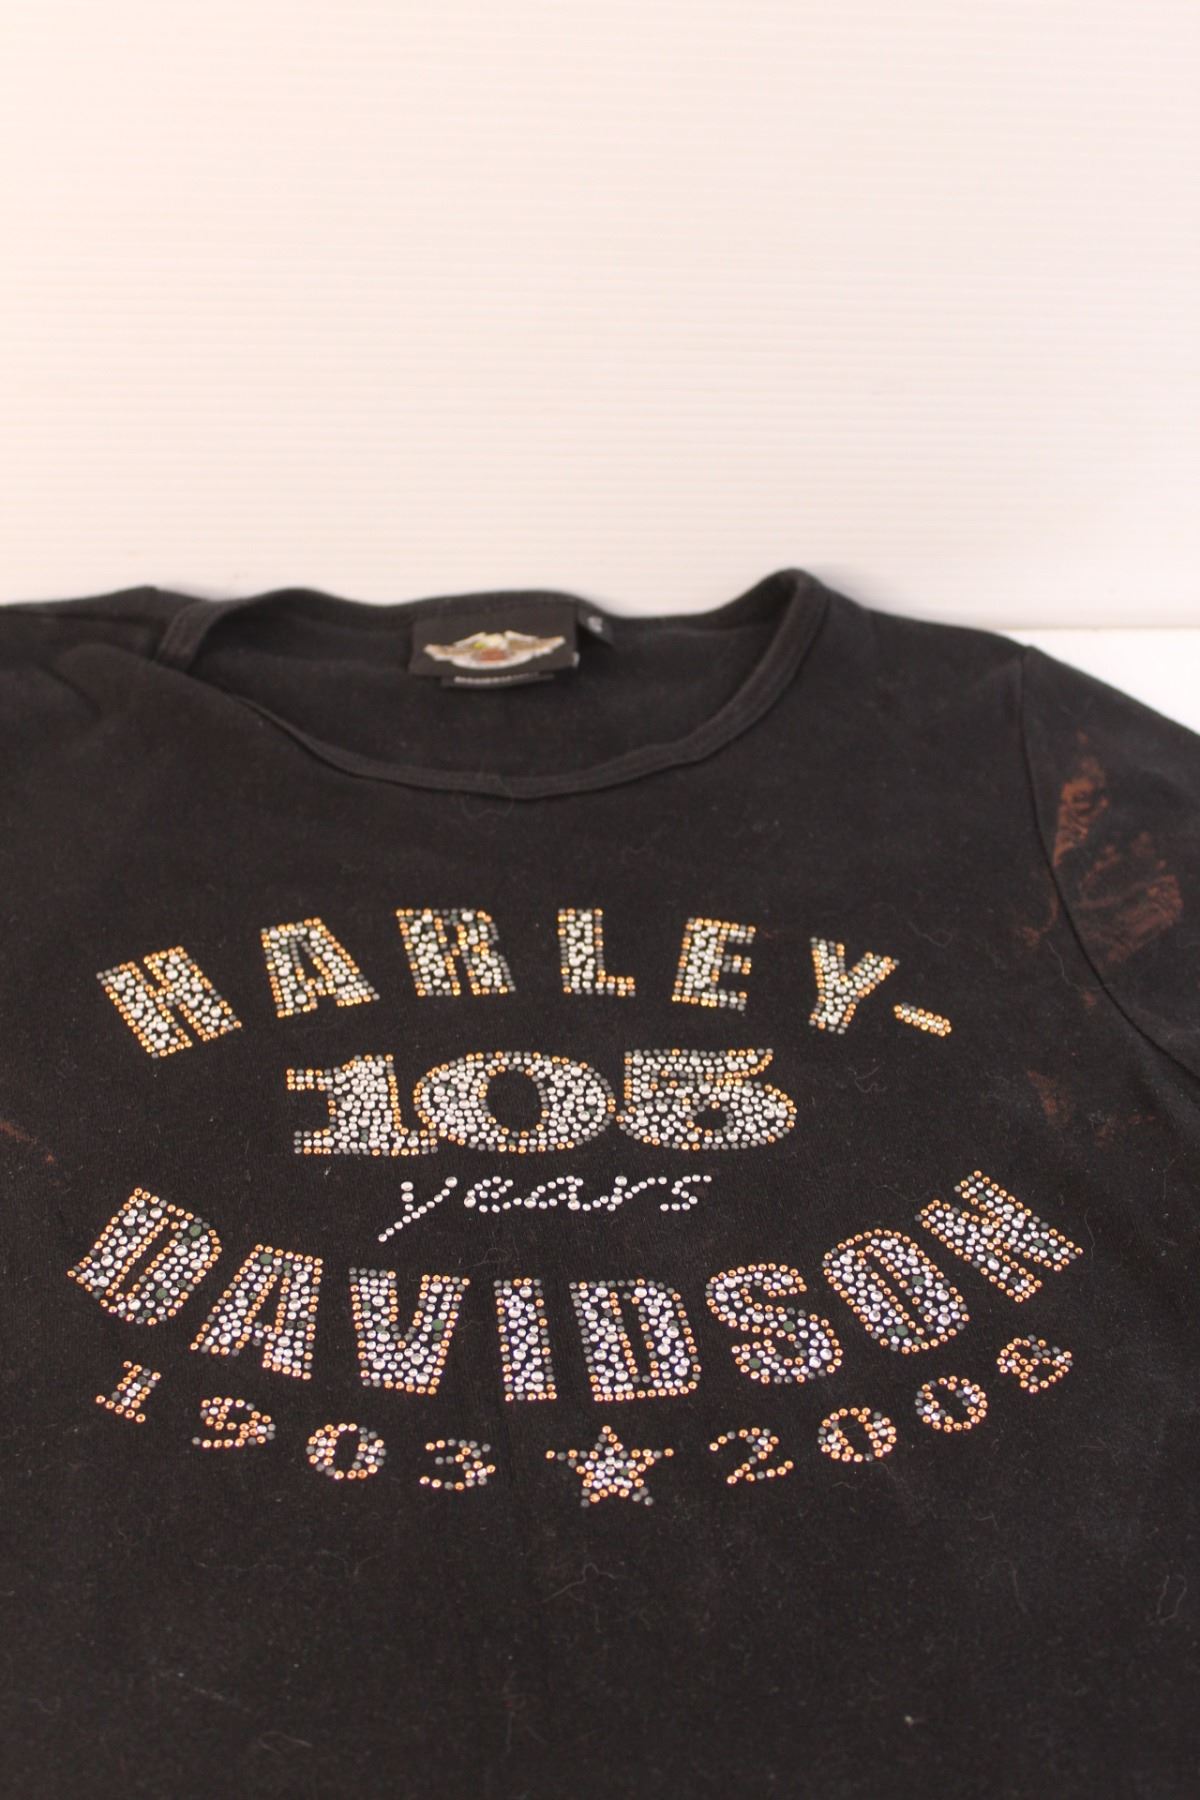 HARLEY-
105
years
DAVIDSON
1903 ★ 2008